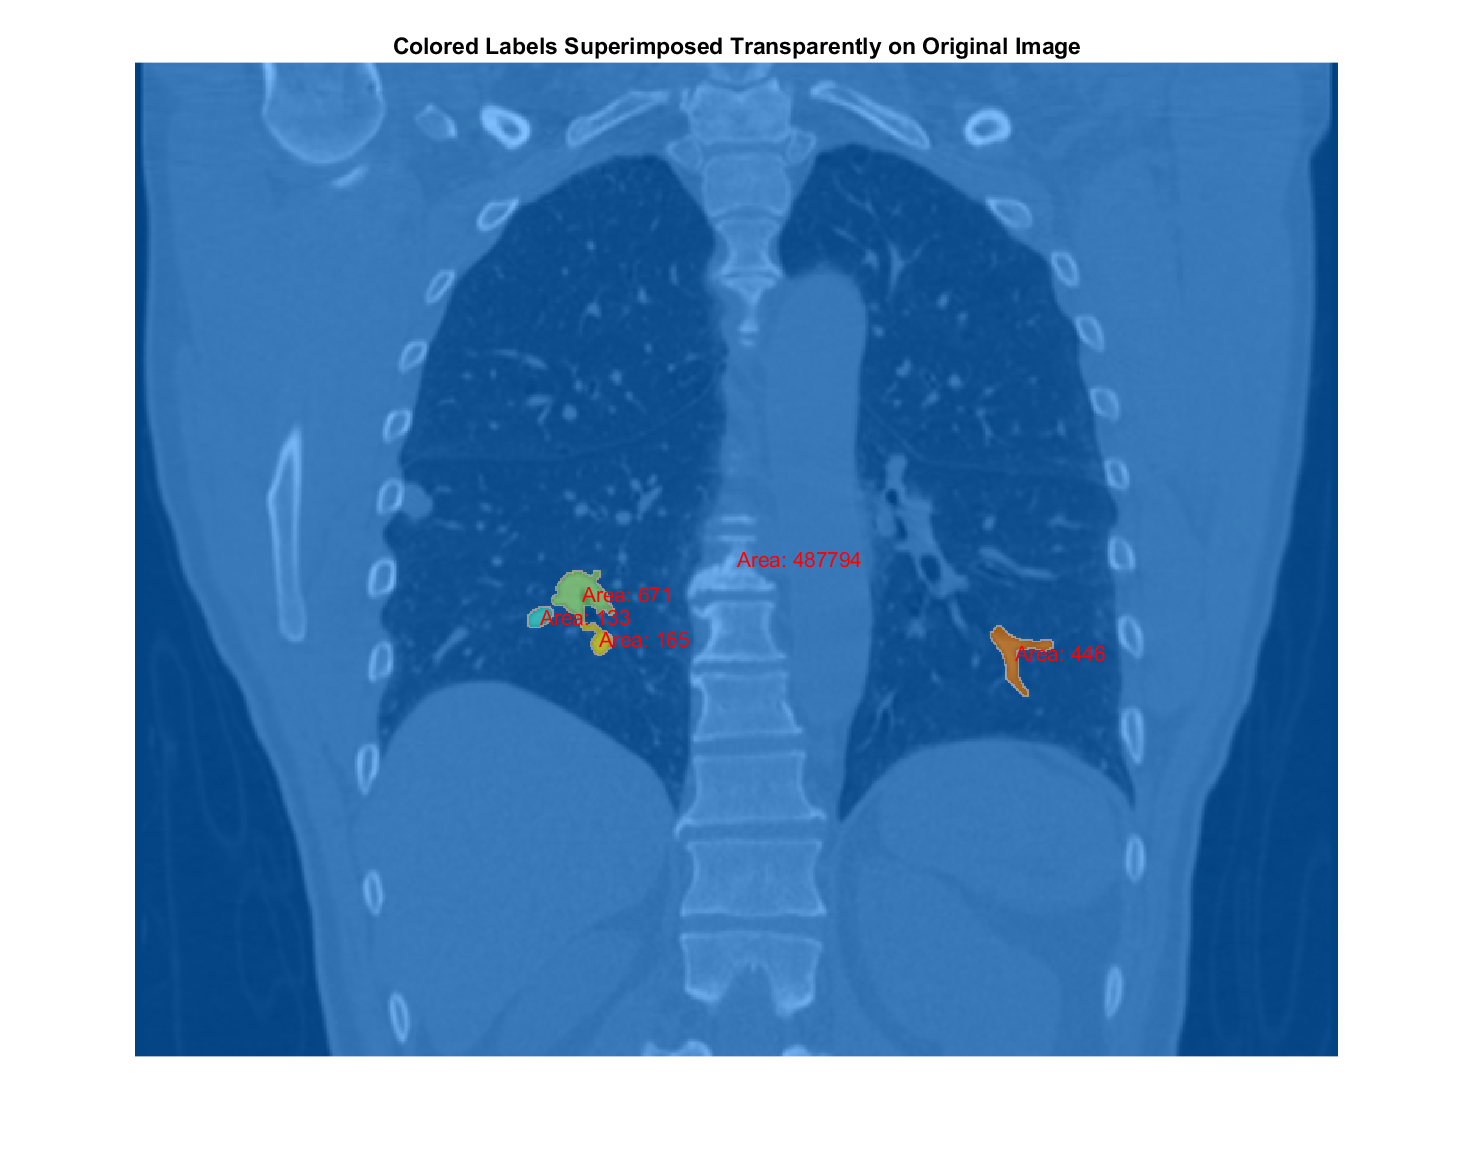 Colored Labels Superimposed Transparently on Original Image
Area: 487794
Area: 671
Area: 133
Area: 165
Area: 446